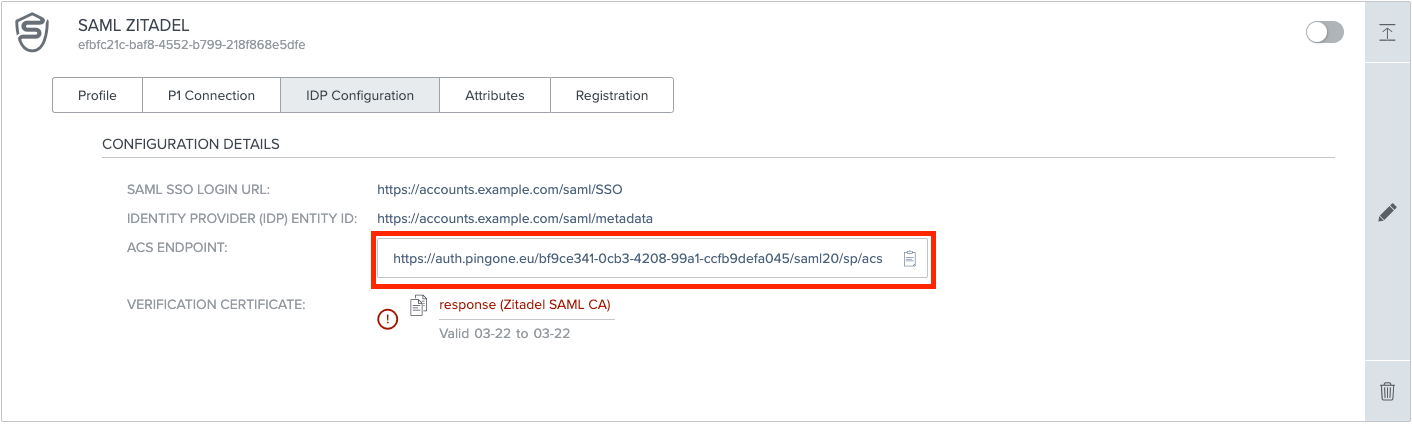 SAML ZITADEL
efbfc21c-baf8-4552-b799-218f868e5dfe
Profile P1 Connection IDP Configuration Attributes Registration
CONFIGURATION DETAILS
SAML SSO LOGIN URL: https://accounts.example.com/saml/SSO
IDENTITY PROVIDER (IDP) ENTITY ID: https://accounts.example.com/saml/metadata
ACS ENDPOINT: https://auth.pingone.eu/bf9ce341-0cb3-4208-99a1-ccfb9defa045/saml20/sp/acs
VERIFICATION CERTIFICATE: response (Zitadel SAML CA)
Valid 03-22 to 03-22